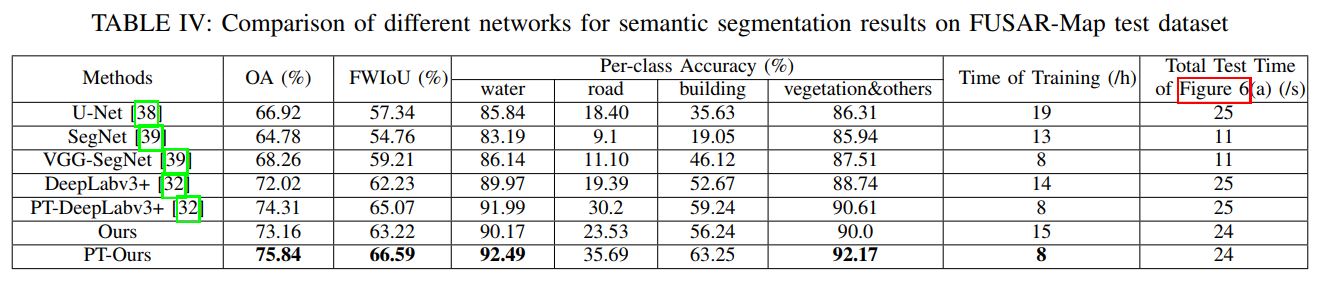 TABLE IV: Comparison of different networks for semantic segmentation results on FUSAR-Map test dataset
Methods OA (%) FWIoU (%) Per-class Accuracy (%) Time of Training (/h) Total Test Time of Figure 6(a) (/s)
water road building vegetation&others
U-Net [38] 66.92 57.34 85.84 18.40 35.63 86.31 19 25
SegNet [39] 64.78 54.76 83.19 9.1 19.05 85.94 13 11
VGG-SegNet [39] 68.26 59.21 86.14 11.10 46.12 87.51 8 11
DeepLabv3+ [32] 72.02 62.23 89.97 19.39 52.67 88.74 14 25
PT-DeepLabv3+ [32] 74.31 65.07 91.99 30.2 59.24 90.61 8 25
Ours 73.16 63.22 90.17 23.53 56.24 90.0 15 24
PT-Ours 75.84 66.59 92.49 35.69 63.25 92.17 8 24